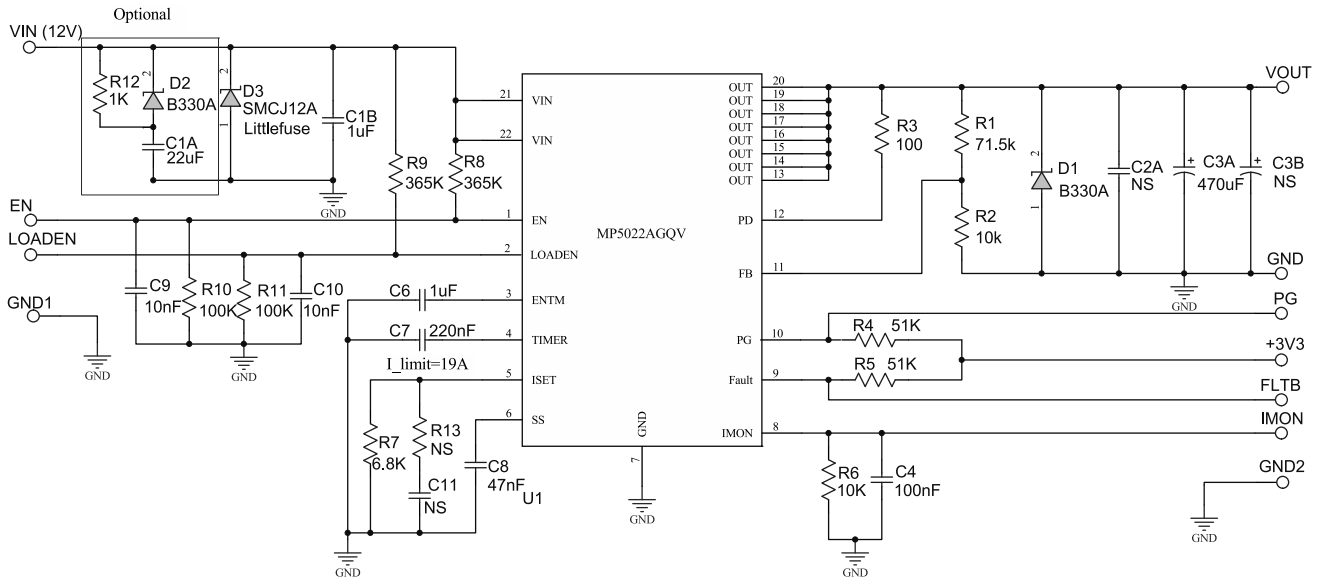 Optional
VIN (12V)
R12
1K
2
D2
B330A
C1A
22uF
2
1
D3
SMCJ12A
Littlefuse
C1B
1uF
GND
R9
365K
R8
365K
21
VIN
22
VIN
EN
1
EN
LOADEN
2
LOADEN
C9
10nF
R10
100K
R11
100K
C10
10nF
GND
GND1
GND
C6
1uF
3
ENTM
C7
220nF
4
TIMER
I_limit=19A
5
ISET
6
SS
R7
6.8K
R13
NS
C11
NS
C8
47nF
U1
GND
MP5022AGQV
GND
7
GND
OUT
20
OUT
19
OUT
18
OUT
17
OUT
16
OUT
15
OUT
14
OUT
13
PD
12
FB
11
PG
10
Fault
9
IMON
8
R3
100
R1
71.5k
R2
10k
2
1
D1
B330A
C2A
NS
+
C3A
470uF
+
C3B
NS
VOUT
GND
GND
PG
R4
51K
+3V3
R5
51K
FLTB
IMON
R6
10K
C4
100nF
GND
GND2
GND